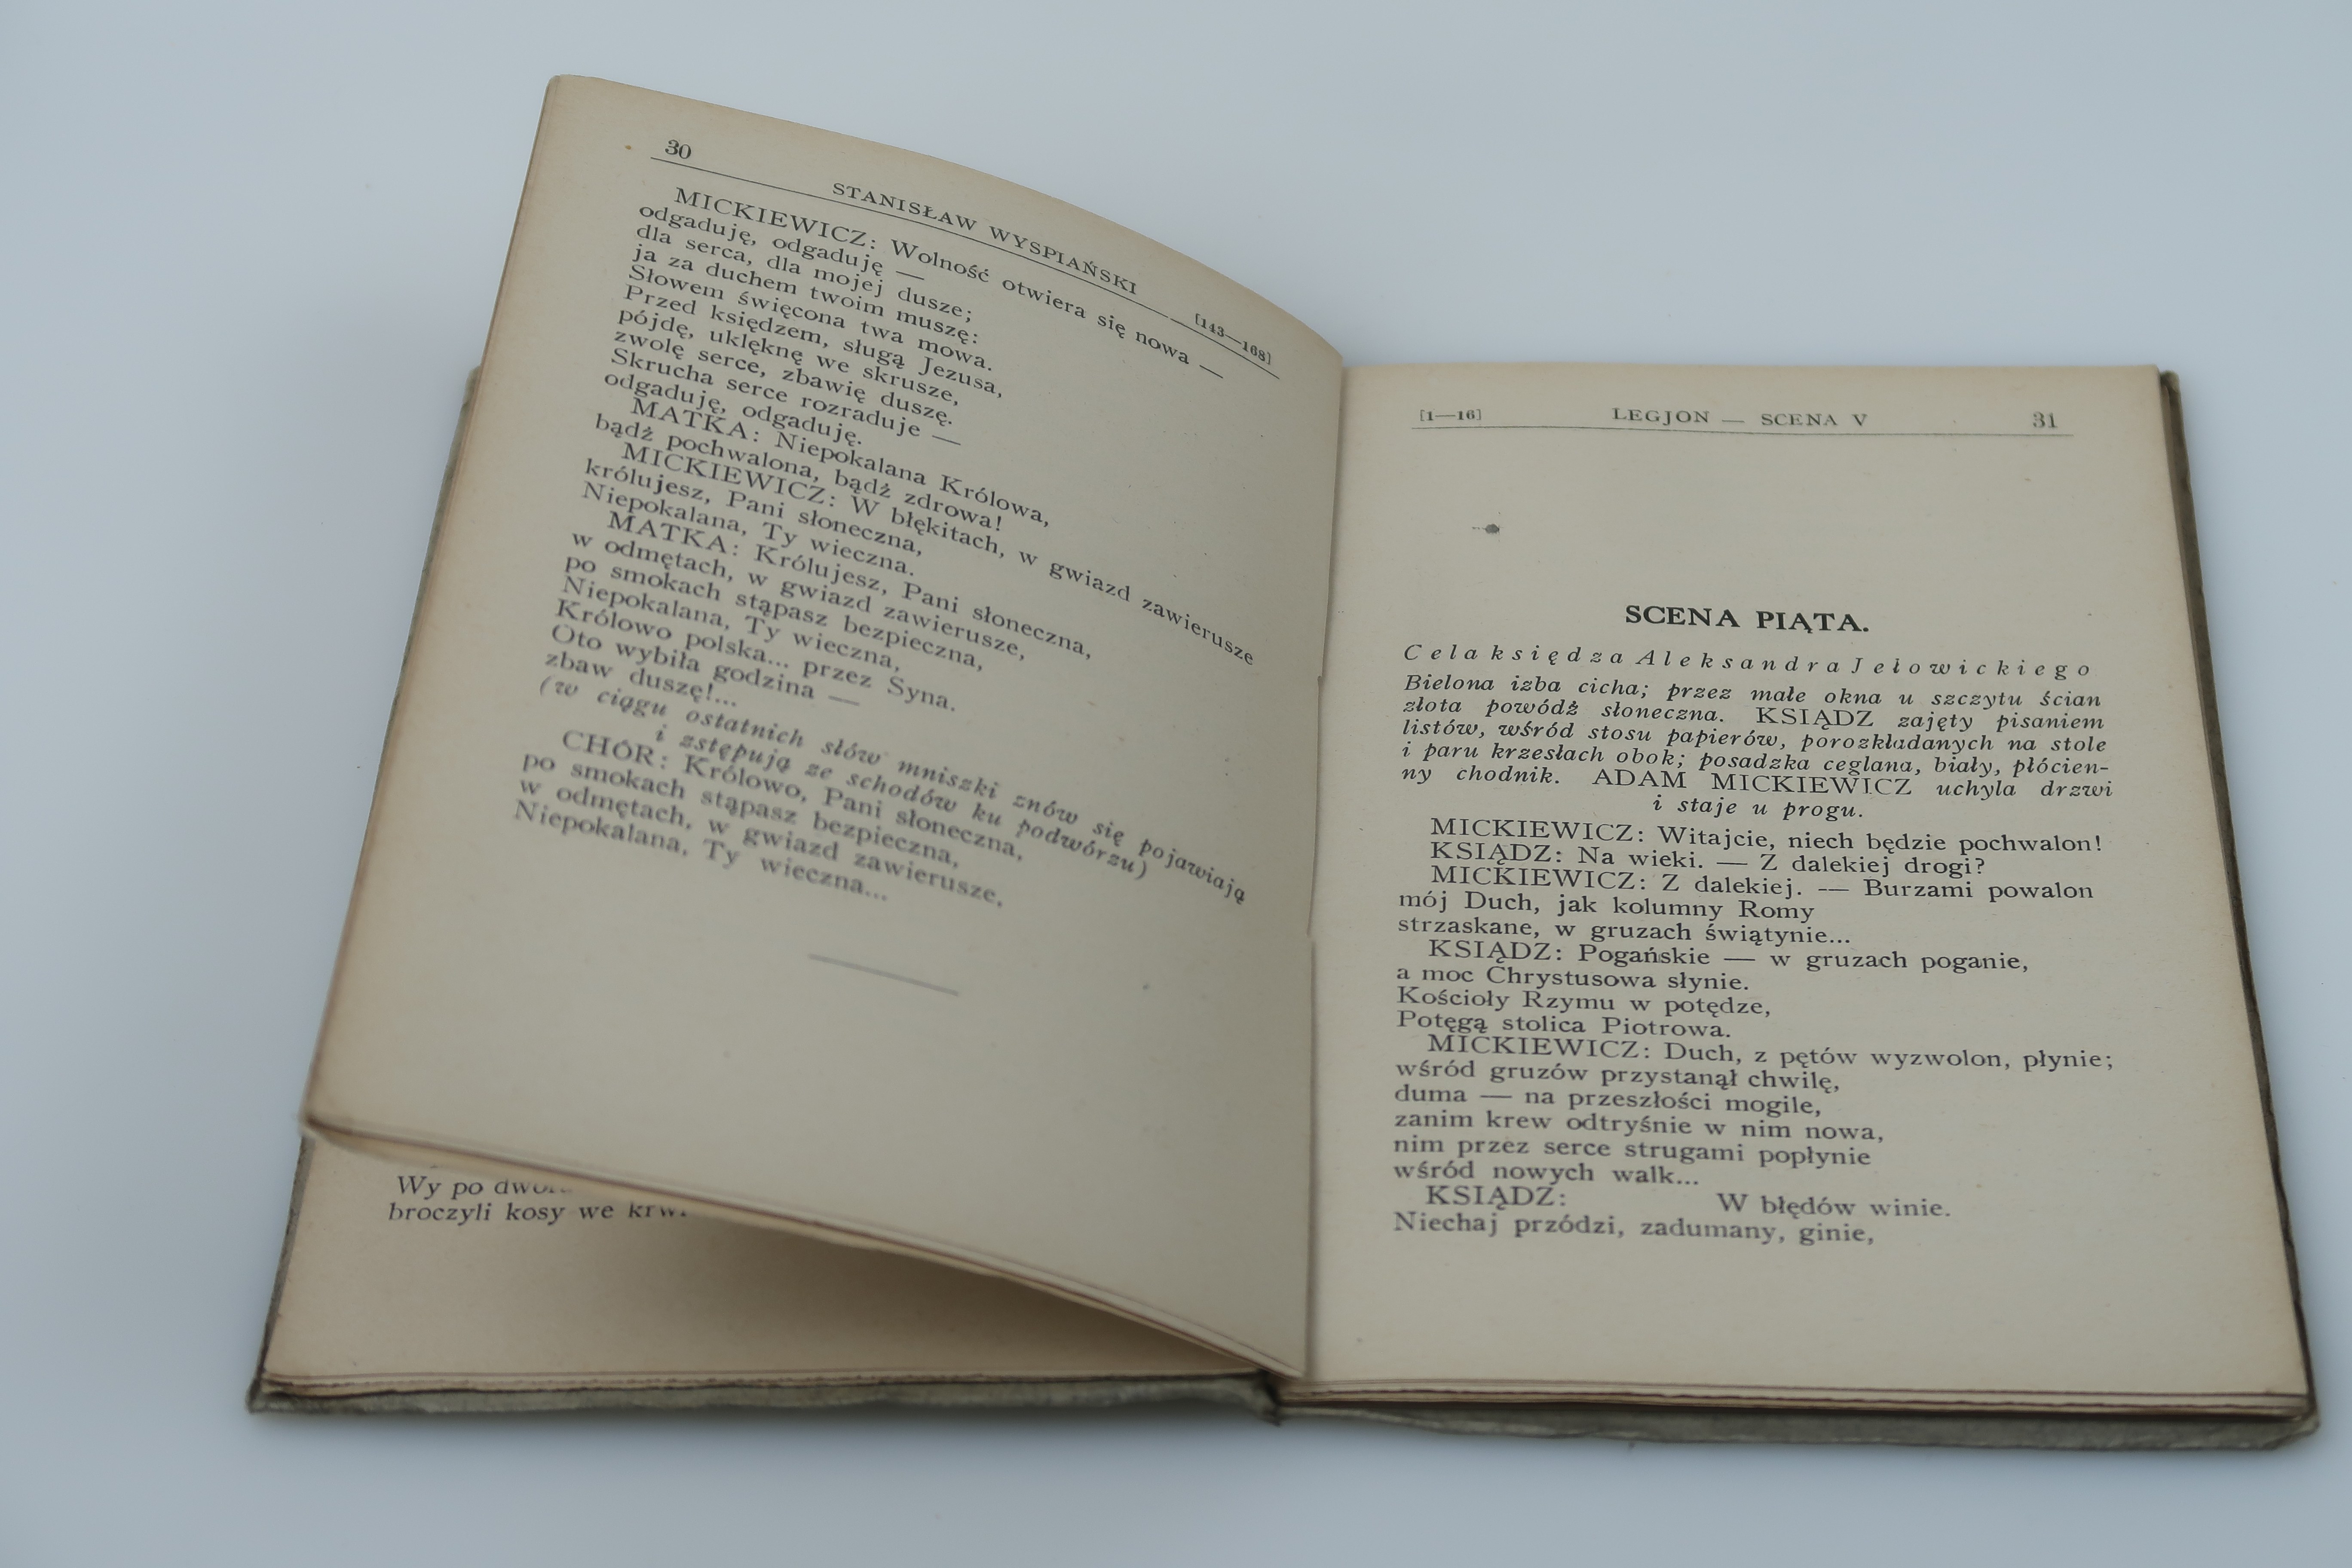 30
STANISŁAW WYSPIAŃSKI
[143—168]
MICKIEWICZ: Wolność otwiera się nowa —
odgaduję, odgaduję —
dla serca, dla mojej dusze;
ja za duchem twoim muszę:
Słowem święcona twa mowa.
Przed księdzem, sługą Jezusa,
pójdę, uklęknę we skrusze,
zwolę serce, zbawię duszę.
Skrucha serce rozraduje —
odgaduję, odgaduję.
MATKA: Niepokalana Królowa,
bądź pochwalona, bądź zdrowa!
MICKIEWICZ: W błękitach, w gwiazd zawierusze
królujesz, Pani słoneczna,
Niepokalana, Ty wieczna.
MATKA: Królujesz, Pani słoneczna,
w odmętach, w gwiazd zawierusze,
po smokach stąpasz bezpieczna,
Niepokalana, Ty wieczna,
Królowo polska... przez Syna.
Oto wybiła godzina —
zbaw duszę!...
(w ciągu ostatnich słów mniszki znów się pojawiają
i zstępują ze schodów ku podwórzu)
CHÓR: Królowo, Pani słoneczna,
po smokach stąpasz bezpieczna,
w odmętach, w gwiazd zawierusze,
Niepokalana, Ty wieczna...
Wy po
broczyli kosy we
[1—16]
LEGJON — SCENA V
31
SCENA PIĄTA.
Cela księdza Aleksandra Jełowickiego
Bielona izba cicha; przez małe okna u szczytu ścian
złota powódź słoneczna. KSIĄDZ zajęty pisaniem
listów, wśród stosu papierów, porozkładanych na stole
i paru krzesłach obok; posadzka ceglana, biały, płócien-
ny chodnik. ADAM MICKIEWICZ uchyla drzwi
i staje u progu.
MICKIEWICZ: Witajcie, niech będzie pochwalon!
KSIĄDZ: Na wieki. — Z dalekiej drogi?
MICKIEWICZ: Z dalekiej. — Burzami powalon
mój Duch, jak kolumny Romy
strzaskane, w gruzach świątynie...
KSIĄDZ: Pogańskie — w gruzach poganie,
a moc Chrystusowa słynie.
Kościoły Rzymu w potędze,
Potęgą stolica Piotrowa.
MICKIEWICZ: Duch, z pętów wyzwolon, płynie;
wśród gruzów przystanął chwilę,
duma — na przeszłości mogile,
zanim krew odtryśnie w nim nowa,
nim przez serce strugami popłynie
wśród nowych walk...
KSIĄDZ: W błędów winie.
Niechaj przódzi, zadumany, ginie,